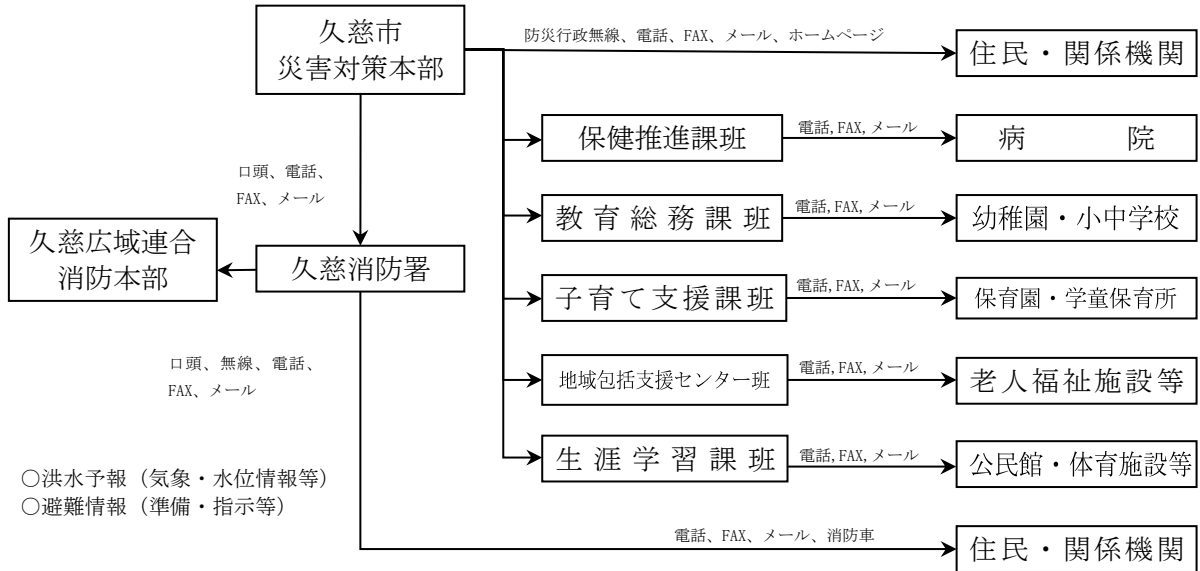 久慈市
災害対策本部
防災行政無線、電話、FAX、メール、ホームページ
住民・関係機関
保健推進課班
電話,FAX,メール
病院
口頭、電話、
FAX、メール
教育総務課班
電話,FAX,メール
幼稚園・小中学校
久慈広域連合
消防本部
久慈消防署
子育て支援課班
電話,FAX,メール
保育園・学童保育所
口頭、無線、電話、
FAX、メール
地域包括支援センター班
電話,FAX,メール
老人福祉施設等
生涯学習課班
電話,FAX,メール
公民館・体育施設等
○洪水予報（気象・水位情報等）
○避難情報（準備・指示等）
電話、FAX、メール、消防車
住民・関係機関